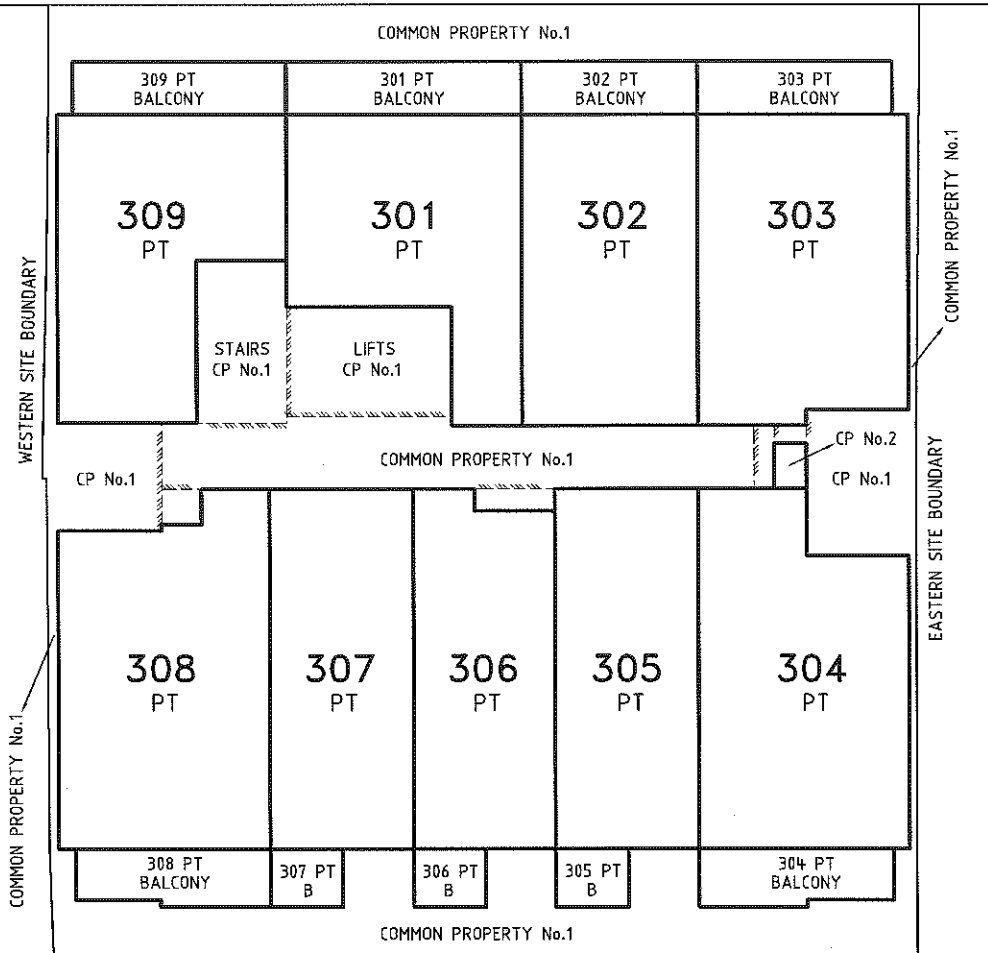 COMMON PROPERTY No.1
309 PT
BALCONY
301 PT
BALCONY
302 PT
BALCONY
303 PT
BALCONY
309
PT
301
PT
302
PT
303
PT
COMMON PROPERTY No.1
WESTERN SITE BOUNDARY
STAIRS
CP No.1
LIFTS
CP No.1
CP No.1
COMMON PROPERTY No.1
CP No.2
CP No.1
EASTERN SITE BOUNDARY
308
PT
307
PT
306
PT
305
PT
304
PT
COMMON PROPERTY No.1
308 PT
BALCONY
307 PT
B
306 PT
B
305 PT
B
304 PT
BALCONY
COMMON PROPERTY No.1